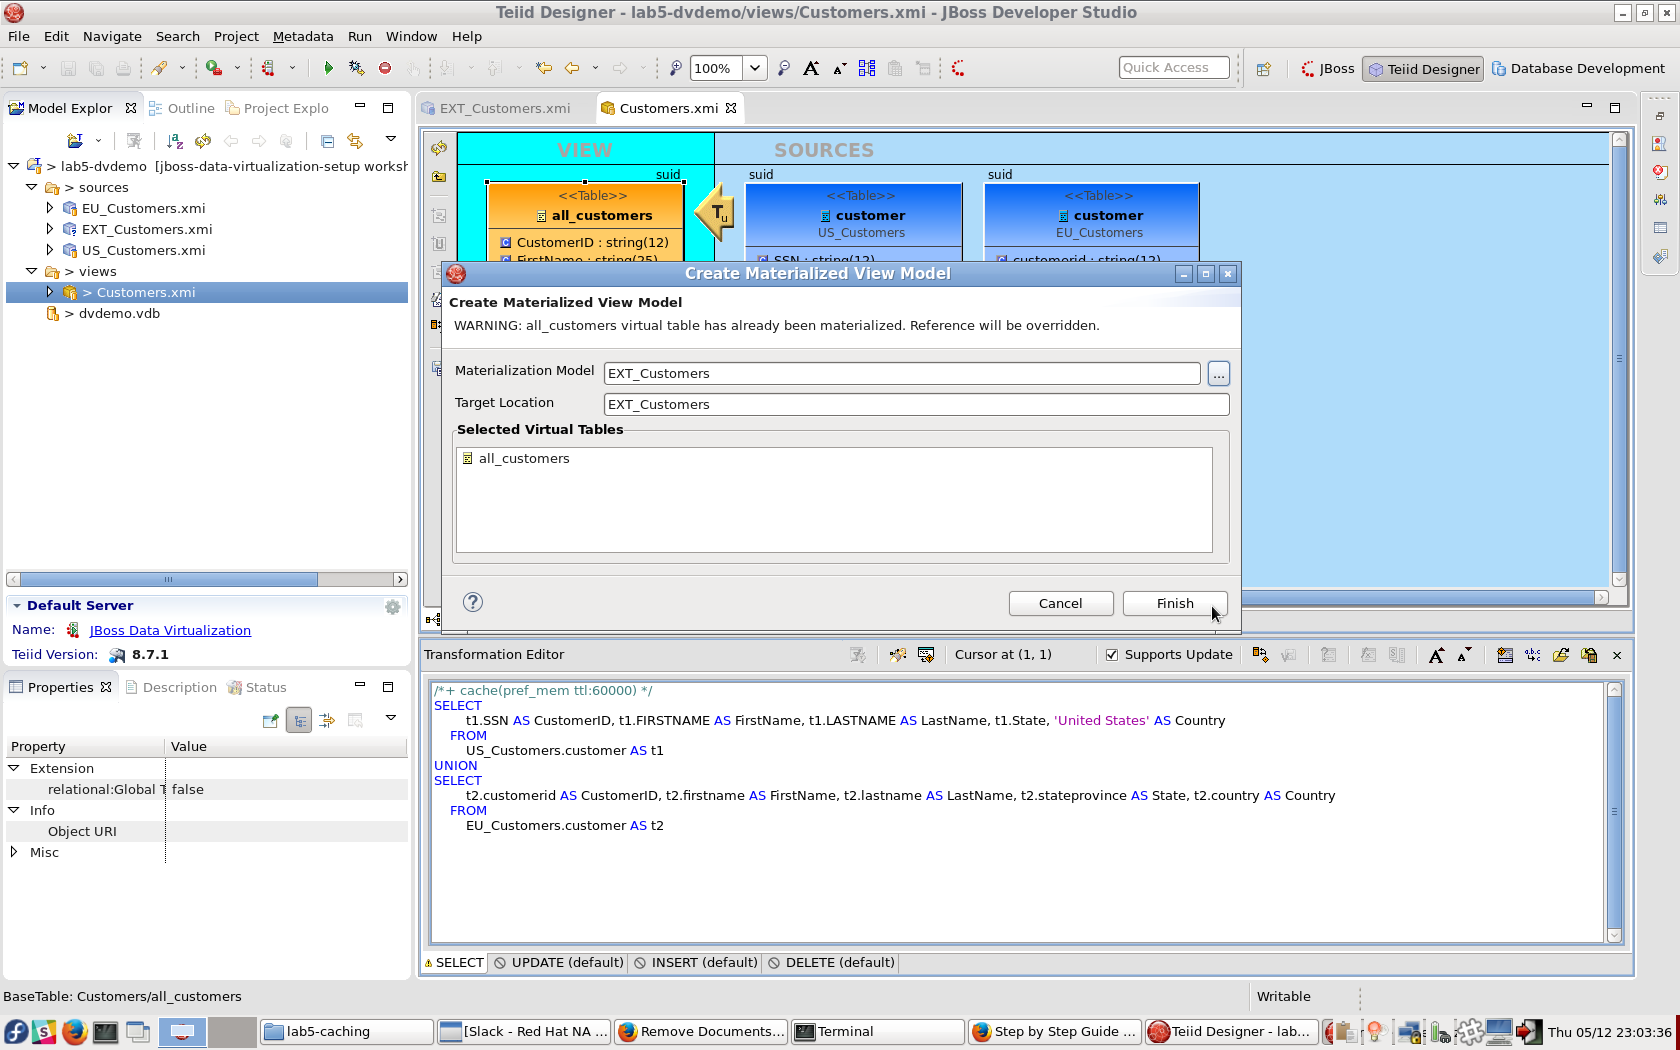 Teiid Designer - lab5-dvdemo/views/Customers.xmi - JBoss Developer Studio
File Edit Navigate Search Project Metadata Run Window Help
100%
Quick Access
JBoss
Teiid Designer
Database Development
Model Explor
Outline
Project Explo
EXT_Customers.xmi
Customers.xmi
> lab5-dvdemo [jboss-data-virtualization-setup worksh
> sources
EU_Customers.xmi
EXT_Customers.xmi
US_Customers.xmi
> views
> Customers.xmi
> dvdemo.vdb
VIEW
SOURCES
suid
suid
suid
<<Table>>
all_customers
CustomerID : string(12)
FirstName : string(25)
Tu
<<Table>>
customer
US_Customers
SSN : string(12)
<<Table>>
customer
EU_Customers
customerid : string(12)
Create Materialized View Model
Create Materialized View Model
WARNING: all_customers virtual table has already been materialized. Reference will be overridden.
Materialization Model
EXT_Customers
...
Target Location
EXT_Customers
Selected Virtual Tables
all_customers
?
Cancel
Finish
Default Server
Name: JBoss Data Virtualization
Teiid Version: 8.7.1
Properties
Description
Status
Property Value
Extension
relational:Global T false
Info
Object URI
Misc
Transformation Editor
Cursor at (1, 1)
Supports Update
/*+ cache(pref_mem ttl:60000) */
SELECT
t1.SSN AS CustomerID, t1.FIRSTNAME AS FirstName, t1.LASTNAME AS LastName, t1.State, 'United States' AS Country
FROM
US_Customers.customer AS t1
UNION
SELECT
t2.customerid AS CustomerID, t2.firstname AS FirstName, t2.lastname AS LastName, t2.stateprovince AS State, t2.country AS Country
FROM
EU_Customers.customer AS t2
SELECT
UPDATE (default)
INSERT (default)
DELETE (default)
BaseTable: Customers/all_customers
Writable
lab5-caching
[Slack - Red Hat NA ...
Remove Documents...
Terminal
Step by Step Guide ...
Teiid Designer - lab...
Thu 05/12 23:03:36